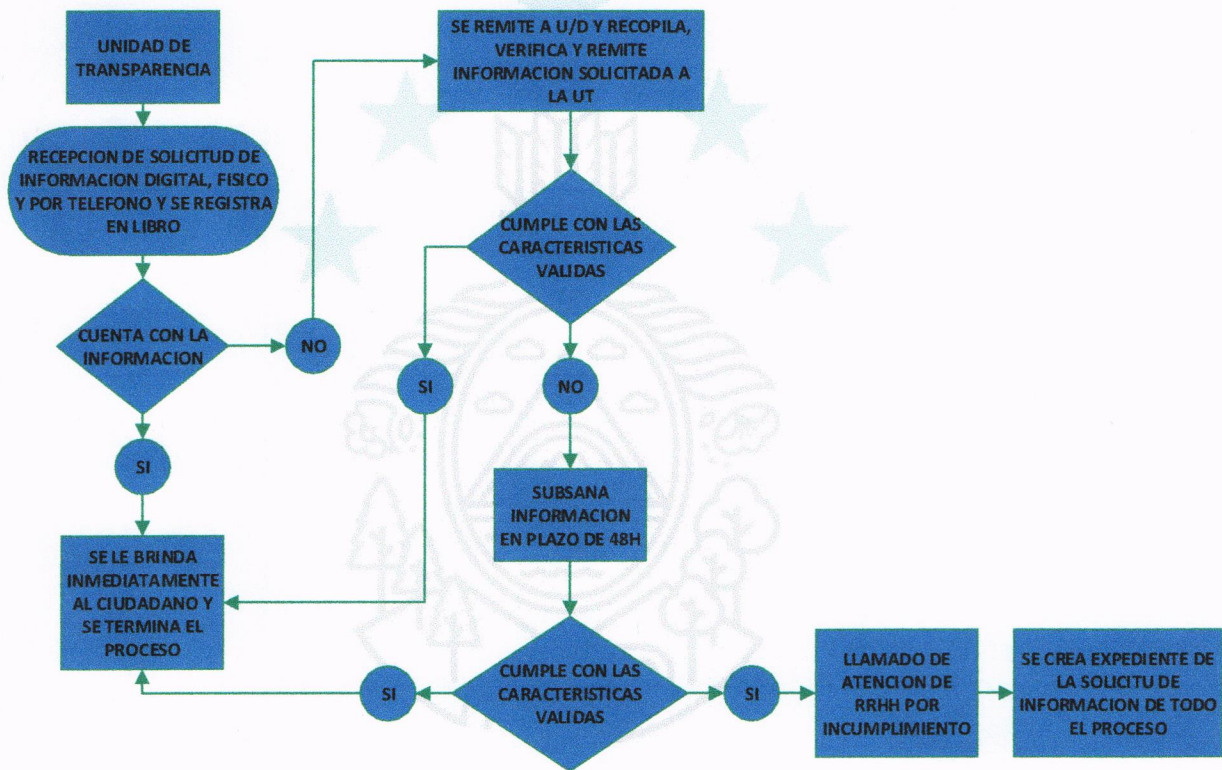 UNIDAD DE
TRANSPARENCIA
RECEPCION DE SOLICITUD DE
INFORMACION DIGITAL, FISICO
Y POR TELEFONO Y SE REGISTRA
EN LIBRO
CUENTA CON LA
INFORMACION
NO
SI
SE LE BRINDA
INMEDIATAMENTE
AL CIUDADANO Y
SE TERMINA EL
PROCESO
SE REMITE A U/D Y RECOPILA,
VERIFICA Y REMITE
INFORMACION SOLICITADA A
LA UT
CUMPLE CON LAS
CARACTERISTICAS
VALIDAS
SI
NO
SUBSANA
INFORMACION
EN PLAZO DE 48H
CUMPLE CON LAS
CARACTERISTICAS
VALIDAS
SI
SI
LLAMADO DE
ATENCION DE
RRHH POR
INCUMPLIMIENTO
SE CREA EXPEDIENTE DE
LA SOLICITU DE
INFORMACION DE TODO
EL PROCESO